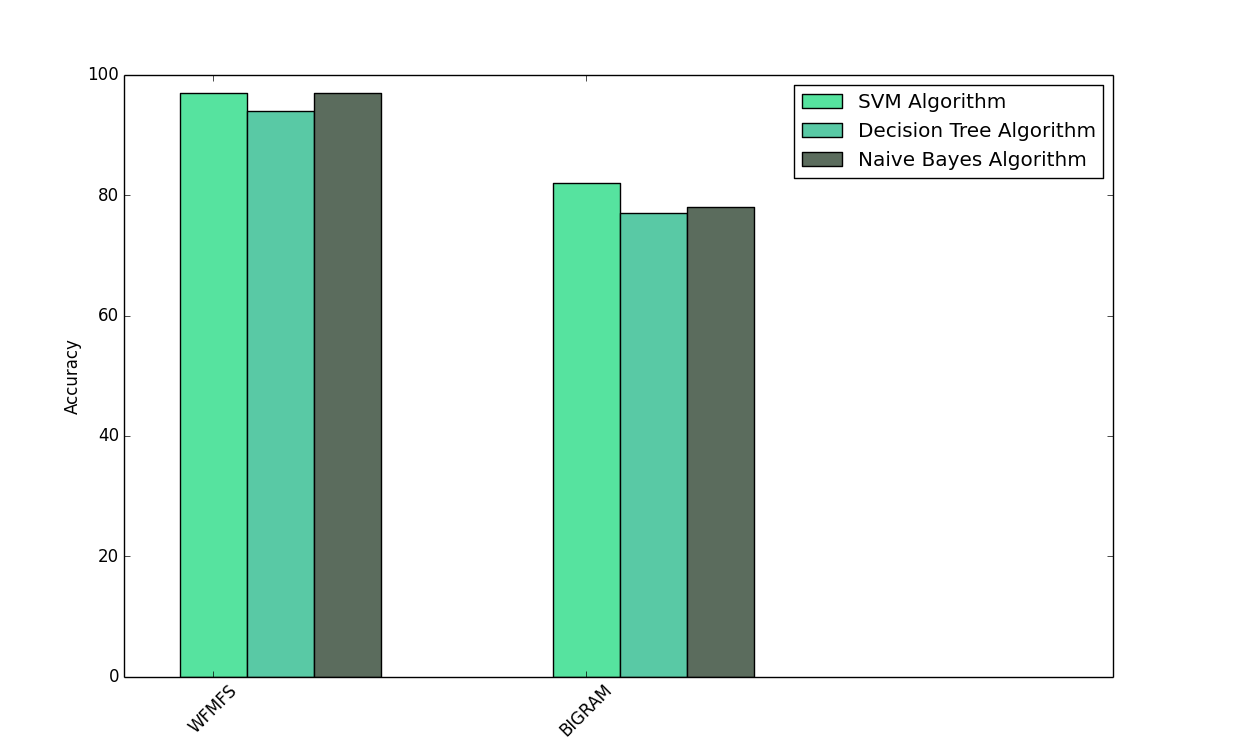 100
80
60
40
20
0
Accuracy
SVM Algorithm
Decision Tree Algorithm
Naive Bayes Algorithm
WFMFS
BIGRAM